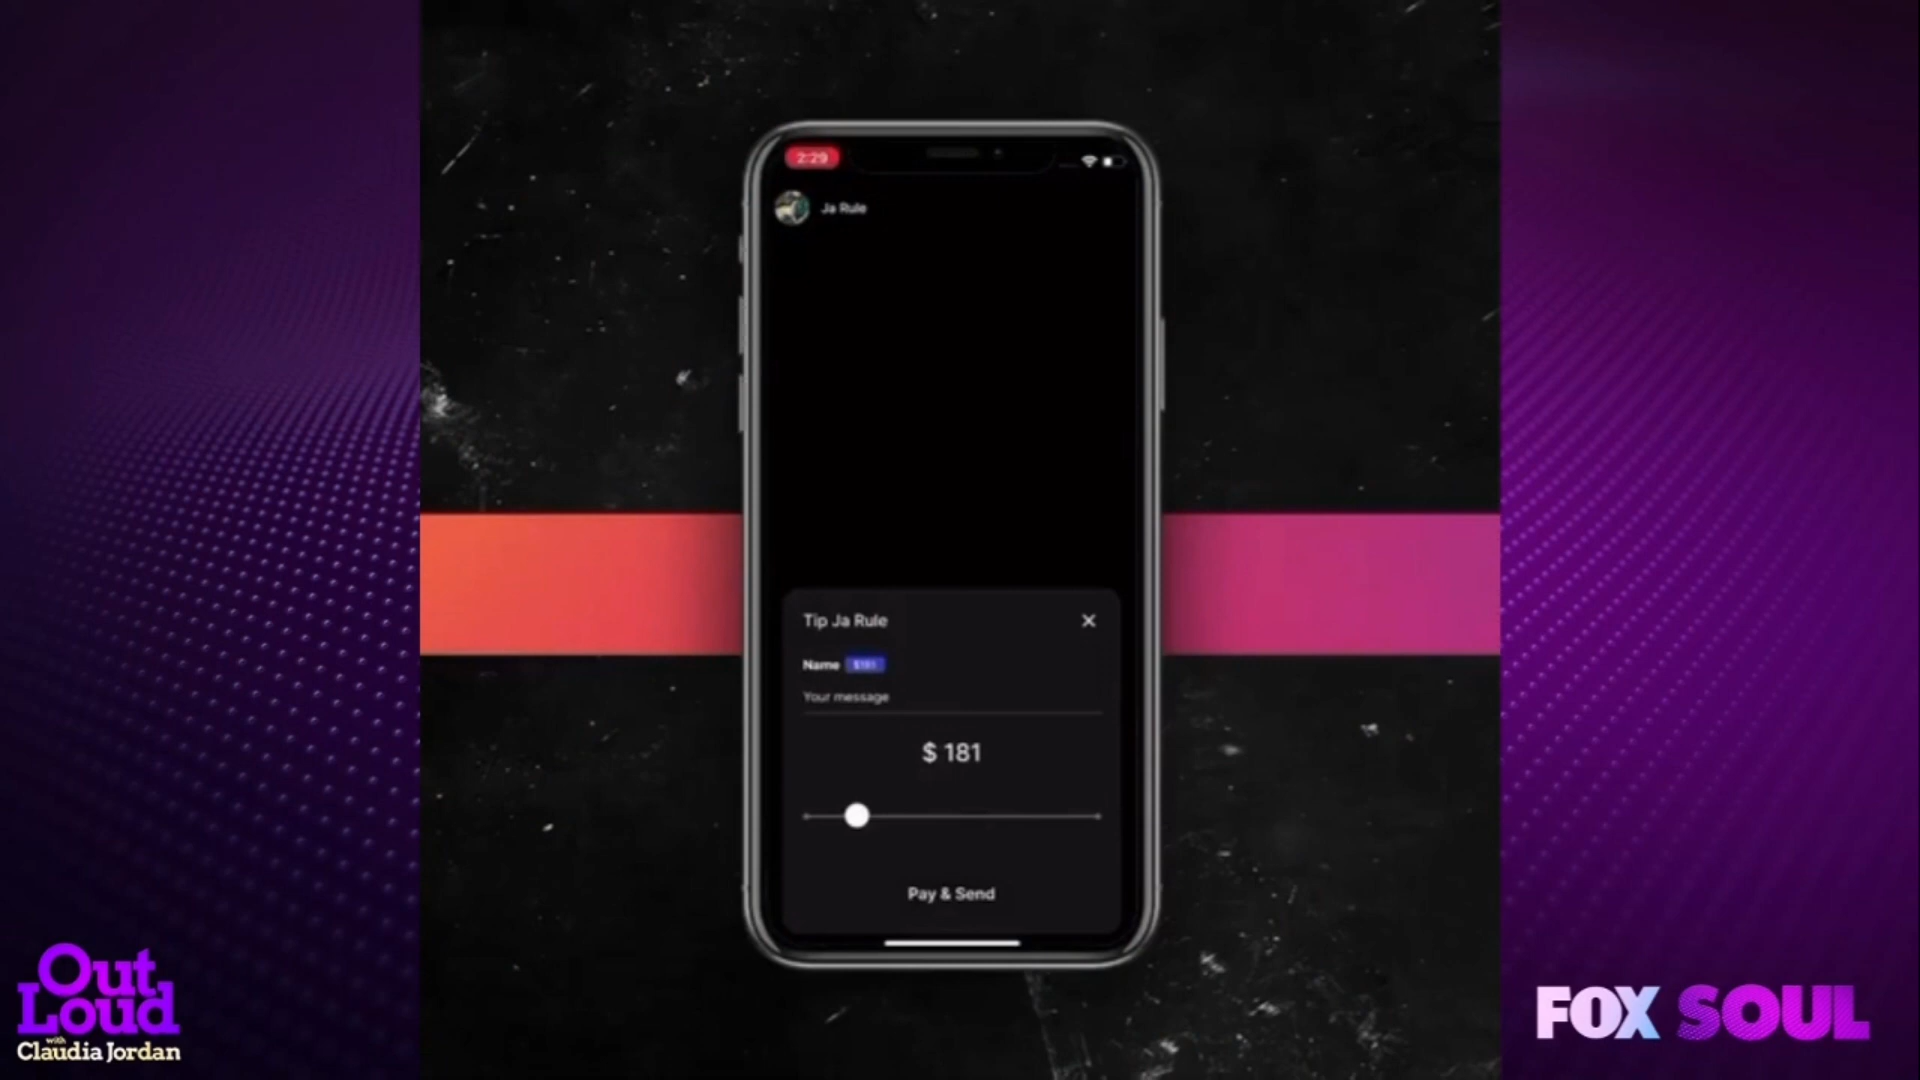 2:29
Ja Rule
Tip Ja Rule
Name $181
Your message
$ 181
Pay & Send
Out
Loud
with
Claudia Jordan
FOX SOUL